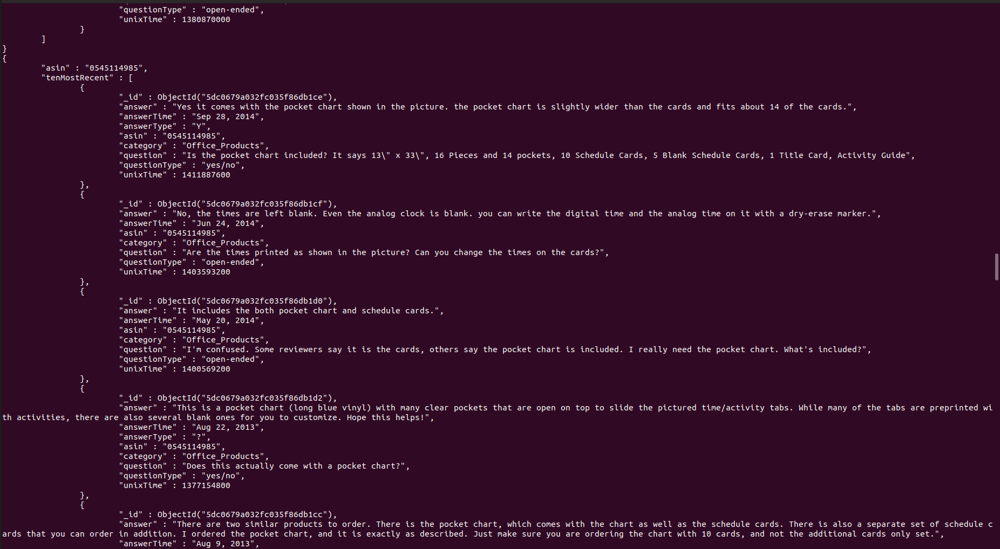 "questionType" : "open-ended",
"unixTime" : 1380870000
}
]
}
{
"asin" : "0545114985",
"tenMostRecent" : [
{
"_id" : ObjectId("5dc0679a032fc035f86db1ce"),
"answer" : "Yes it comes with the pocket chart shown in the picture. the pocket chart is slightly wider than the cards and fits about 14 of the cards.",
"answerTime" : "Sep 28, 2014",
"answerType" : "Y",
"asin" : "0545114985",
"category" : "Office_Products",
"question" : "Is the pocket chart included? It says 13\" x 33\", 16 Pieces and 14 pockets, 10 Schedule Cards, 5 Blank Schedule Cards, 1 Title Card, Activity Guide",
"questionType" : "yes/no",
"unixTime" : 1411887600
},
{
"_id" : ObjectId("5dc0679a032fc035f86db1cf"),
"answer" : "No, the times are left blank. Even the analog clock is blank. you can write the digital time and the analog time on it with a dry-erase marker.",
"answerTime" : "Jun 24, 2014",
"asin" : "0545114985",
"category" : "Office_Products",
"question" : "Are the times printed as shown in the picture? Can you change the times on the cards?",
"questionType" : "open-ended",
"unixTime" : 1403593200
},
{
"_id" : ObjectId("5dc0679a032fc035f86db1d0"),
"answer" : "It includes the both pocket chart and schedule cards.",
"answerTime" : "May 20, 2014",
"asin" : "0545114985",
"category" : "Office_Products",
"question" : "I'm confused. Some reviewers say it is the cards, others say the pocket chart is included. I really need the pocket chart. What's included?",
"questionType" : "open-ended",
"unixTime" : 1400569200
},
{
"_id" : ObjectId("5dc0679a032fc035f86db1d2"),
"answer" : "This is a pocket chart (long blue vinyl) with many clear pockets that are open on top to slide the pictured time/activity tabs. While many of the tabs are preprinted wi
th activities, there are also several blank ones for you to customize. Hope this helps!",
"answerTime" : "Aug 22, 2013",
"answerType" : "?",
"asin" : "0545114985",
"category" : "Office_Products",
"question" : "Does this actually come with a pocket chart?",
"questionType" : "yes/no",
"unixTime" : 1377154800
},
{
"_id" : ObjectId("5dc0679a032fc035f86db1cc"),
"answer" : "There are two similar products to order. There is the pocket chart, which comes with the chart as well as the schedule cards. There is also a separate set of schedule c
ards that you can order in addition. I ordered the pocket chart, and it is exactly as described. Just make sure you are ordering the chart with 10 cards, and not the additional cards only set.",
"answerTime" : "Aug 9, 2013",